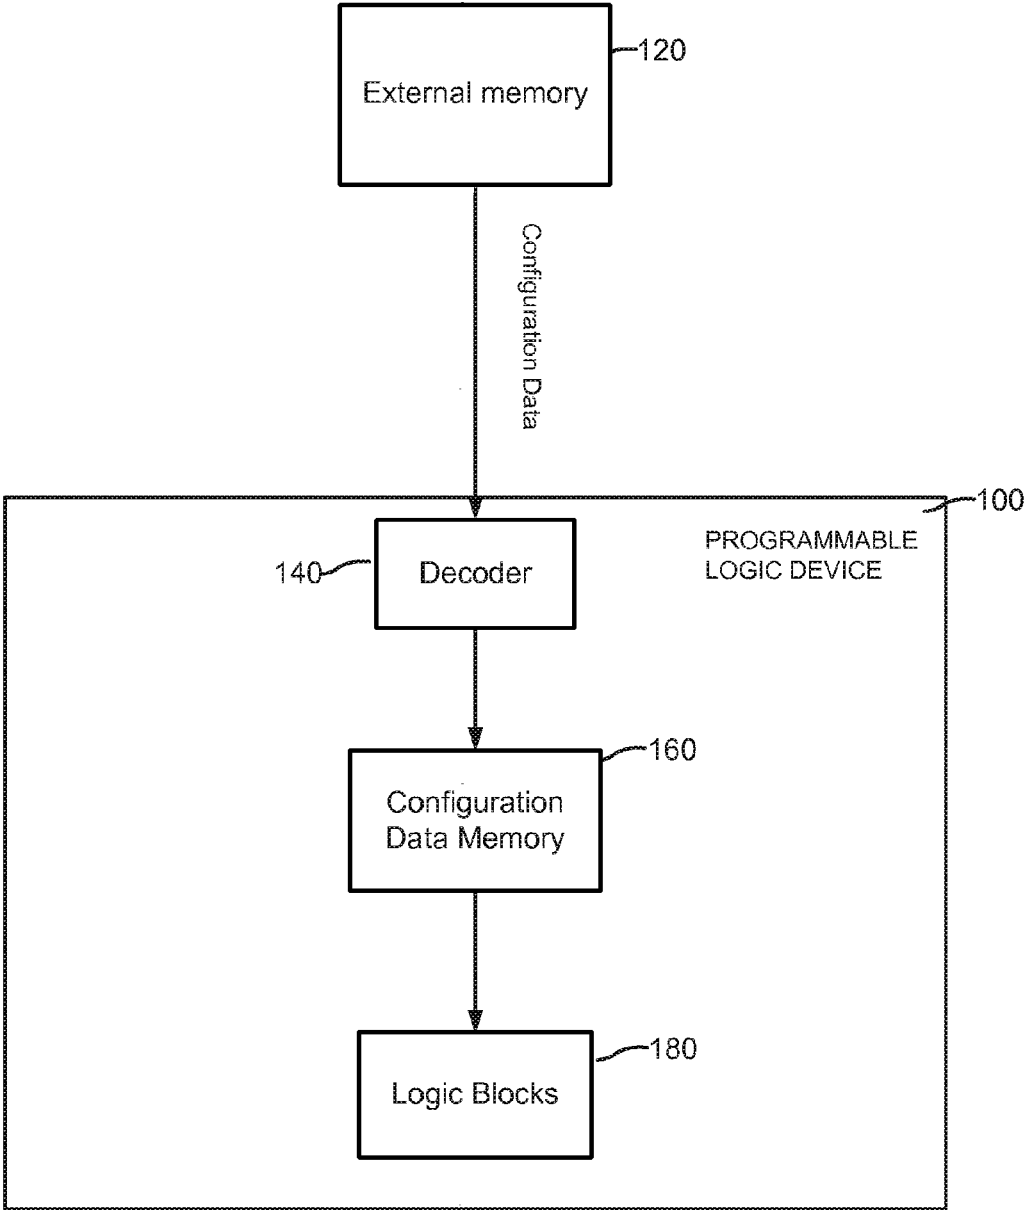 External memory
120
Configuration Data
100
PROGRAMMABLE
LOGIC DEVICE
140
Decoder
160
Configuration
Data Memory
180
Logic Blocks